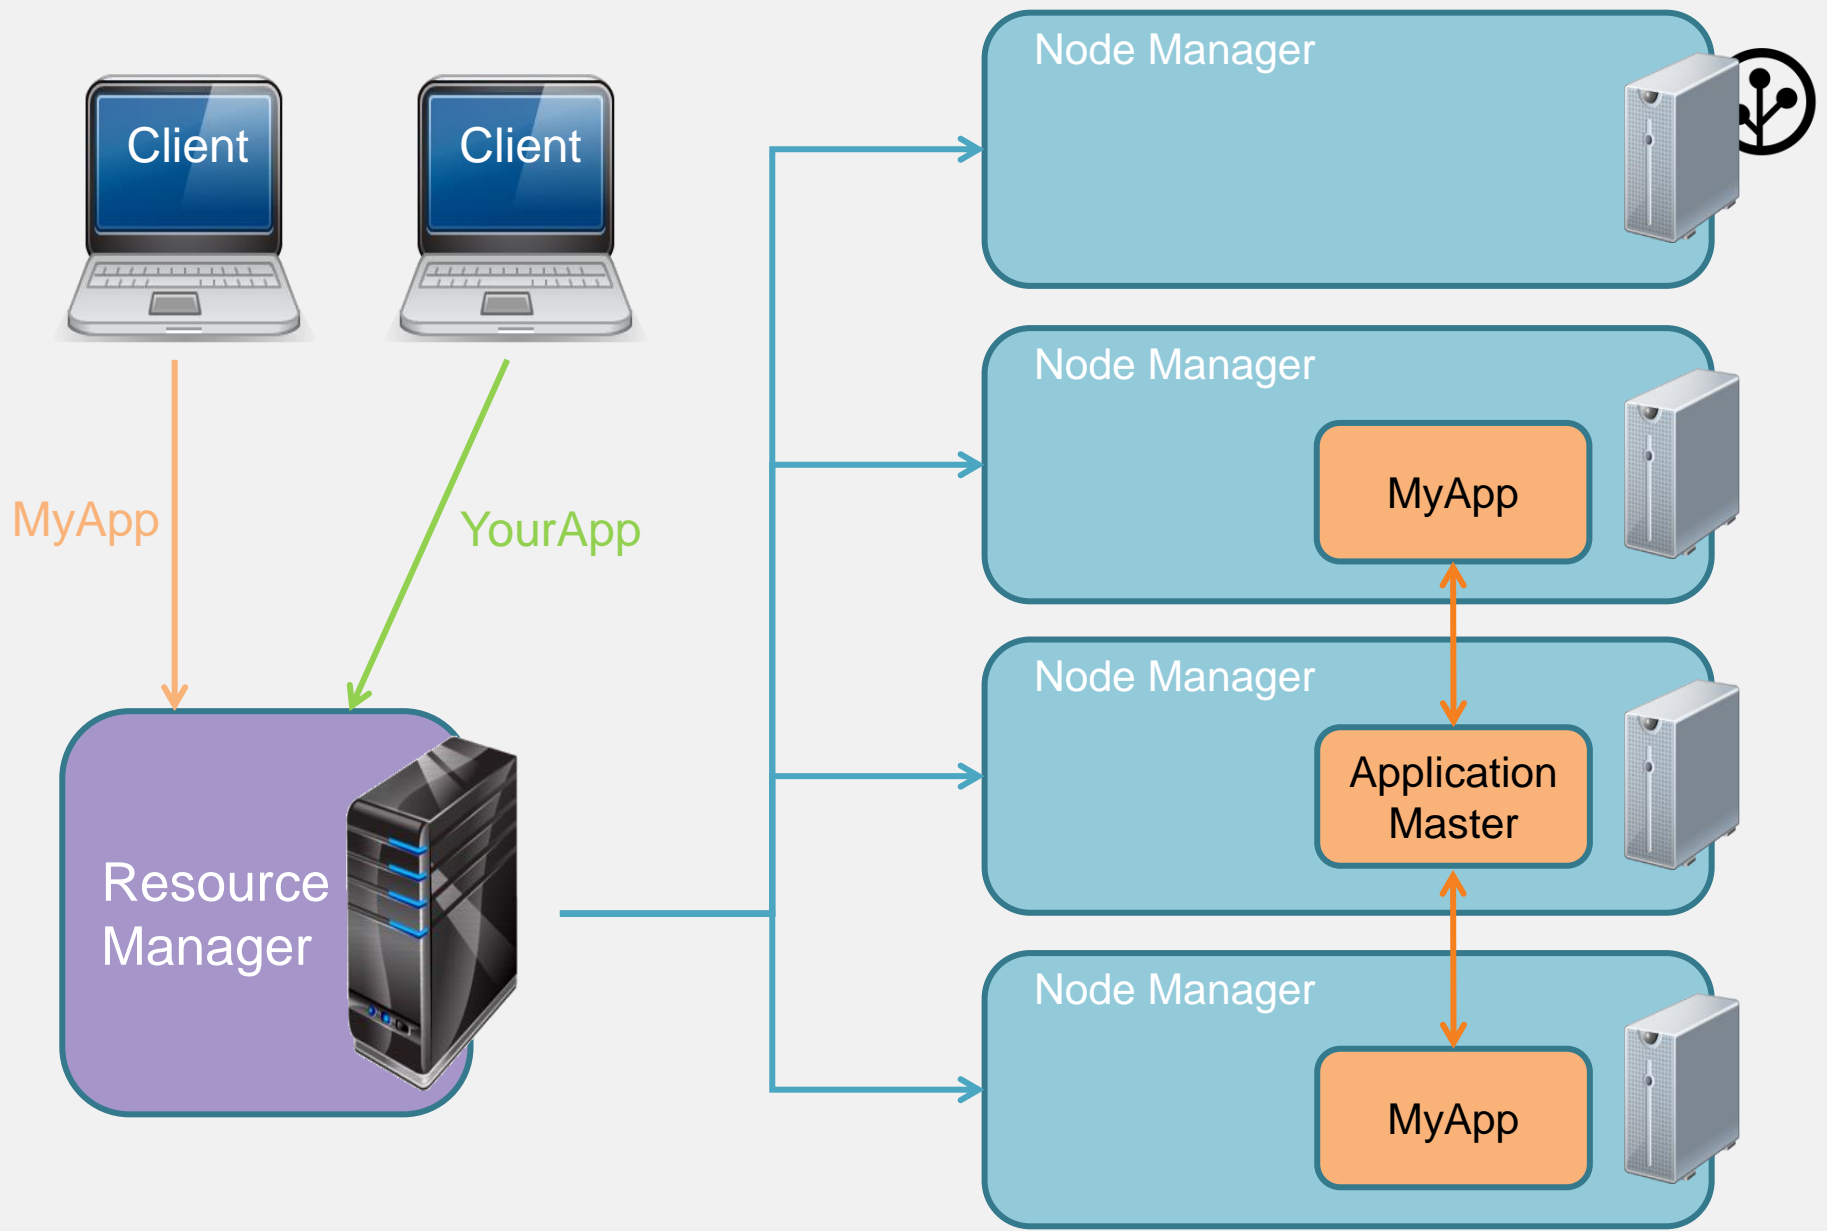 Client
Client
MyApp
YourApp
Resource
Manager
Node Manager
Node Manager
MyApp
Node Manager
Application
Master
Node Manager
MyApp